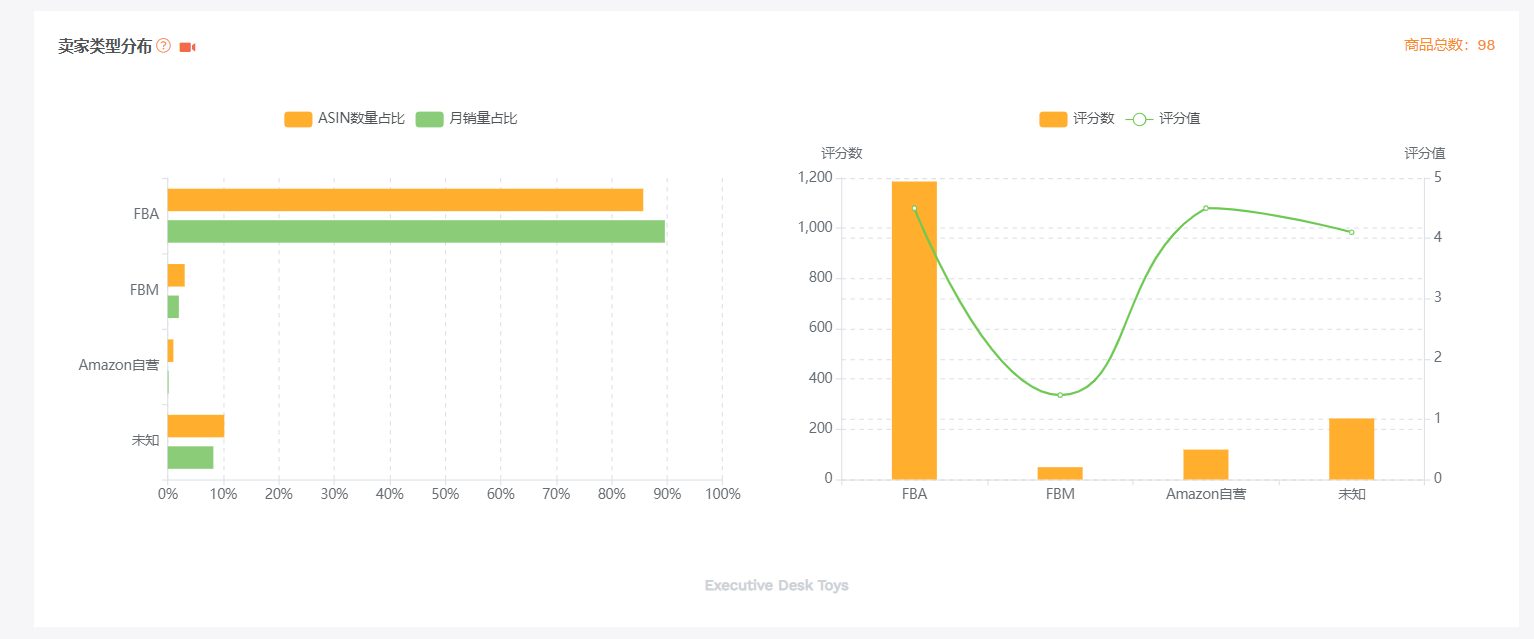 卖家类型分布 ?
商品总数：98
ASIN数量占比 月销量占比
FBA
FBM
Amazon自营
未知
0% 10% 20% 30% 40% 50% 60% 70% 80% 90% 100%
评分数 评分值
评分数 评分值
1,200 5
1,000
4
800
3
600
2
400
1
200
0 0
FBA FBM Amazon自营 未知
Executive Desk Toys